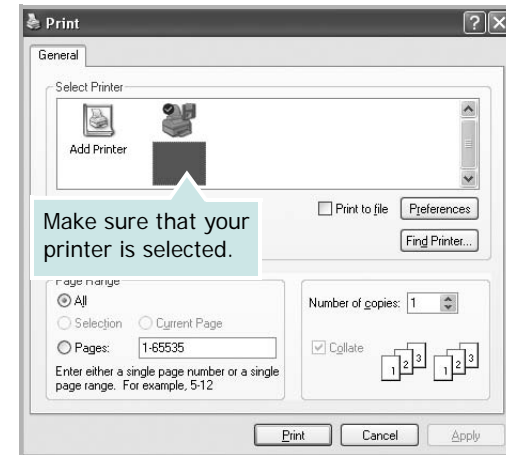 Print
General
Select Printer
Add Printer
Make sure that your
printer is selected.
Print to file
Preferences
Find Printer...
Page Range
All
Selection Current Page
Pages: 1-65535
Enter either a single page number or a single
page range. For example, 5-12
Number of copies: 1
Collate
1 2 3 1 2 3
Print Cancel Apply